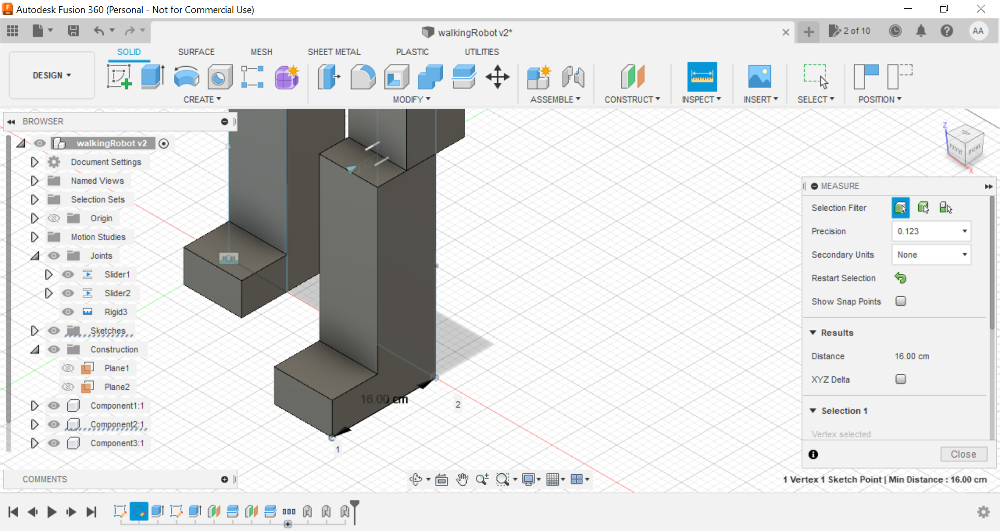 Autodesk Fusion 360 (Personal - Not for Commercial Use)
walkingRobot v2*
2 of 10
AA
DESIGN
SOLID SURFACE MESH SHEET METAL PLASTIC UTILITIES
CREATE MODIFY ASSEMBLE CONSTRUCT INSPECT INSERT SELECT POSITION
BROWSER
walkingRobot v2
Document Settings
Named Views
Selection Sets
Origin
Motion Studies
Joints
Slider1
Slider2
Rigid3
Sketches
Construction
Plane1
Plane2
Component1:1
Component2:1
Component3:1
COMMENTS
16.00 cm
1
2
Z
TOP
FRONT
RIGHT
X
MEASURE
Selection Filter
Precision 0.123
Secondary Units None
Restart Selection
Show Snap Points
Results
Distance 16.00 cm
XYZ Delta
Selection 1
Vertex selected
Close
1 Vertex 1 Sketch Point | Min Distance : 16.00 cm